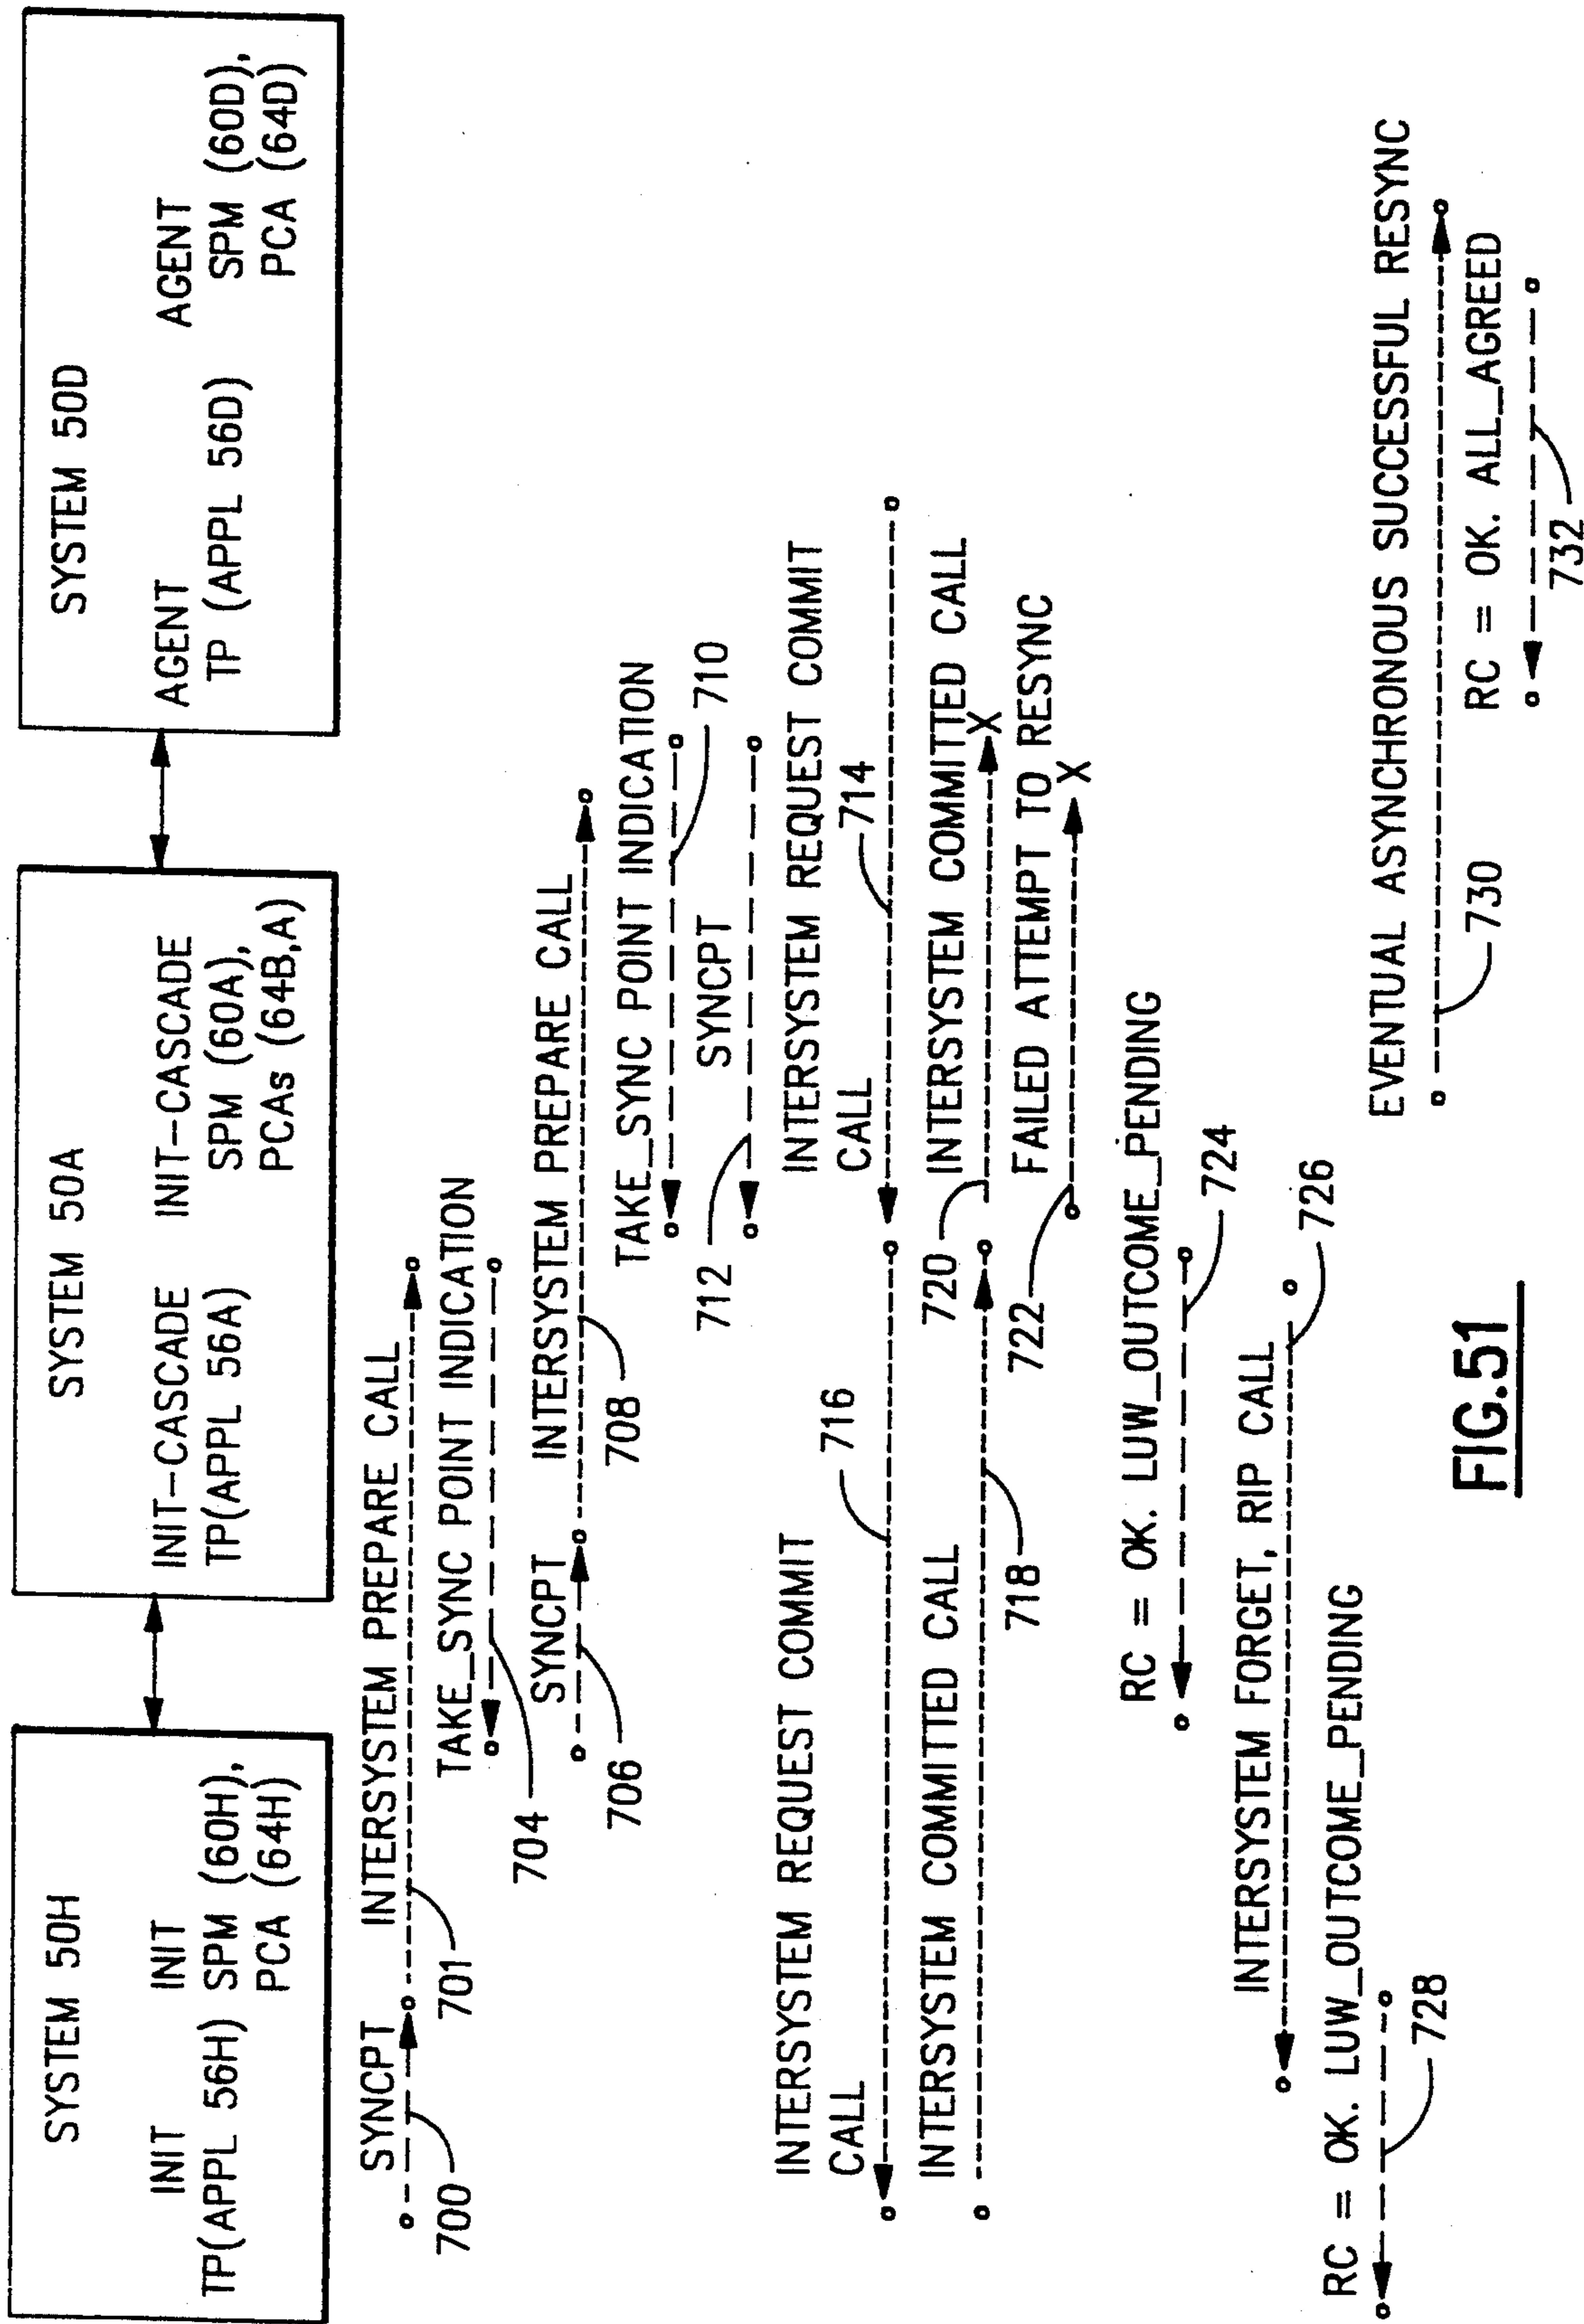 SYSTEM 50H
INIT INIT
TP(APPL 56H) SPM (60H),
PCA (64H)
SYSTEM 50A
INIT-CASCADE INIT-CASCADE
TP(APPL 56A) SPM (60A),
PCAs (64B,A)
SYSTEM 50D
AGENT AGENT
TP (APPL 56D) SPM (60D),
PCA (64D)
SYNCPT INTERSYSTEM PREPARE CALL
700
701
TAKE_SYNC POINT INDICATION
704
SYNCPT INTERSYSTEM PREPARE CALL
706
708
TAKE_SYNC POINT INDICATION
710
SYNCPT
712
INTERSYSTEM REQUEST COMMIT
CALL
714
INTERSYSTEM REQUEST COMMIT
CALL
716
INTERSYSTEM COMMITTED CALL
718
INTERSYSTEM COMMITTED CALL
720
X
FAILED ATTEMPT TO RESYNC
722
X
RC = OK. LUW_OUTCOME_PENDING
724
INTERSYSTEM FORGET, RIP CALL
726
RC = OK. LUW_OUTCOME_PENDING
728
EVENTUAL ASYNCHRONOUS SUCCESSFUL RESYNC
730
RC = OK. ALL_AGREED
732
FIG.51